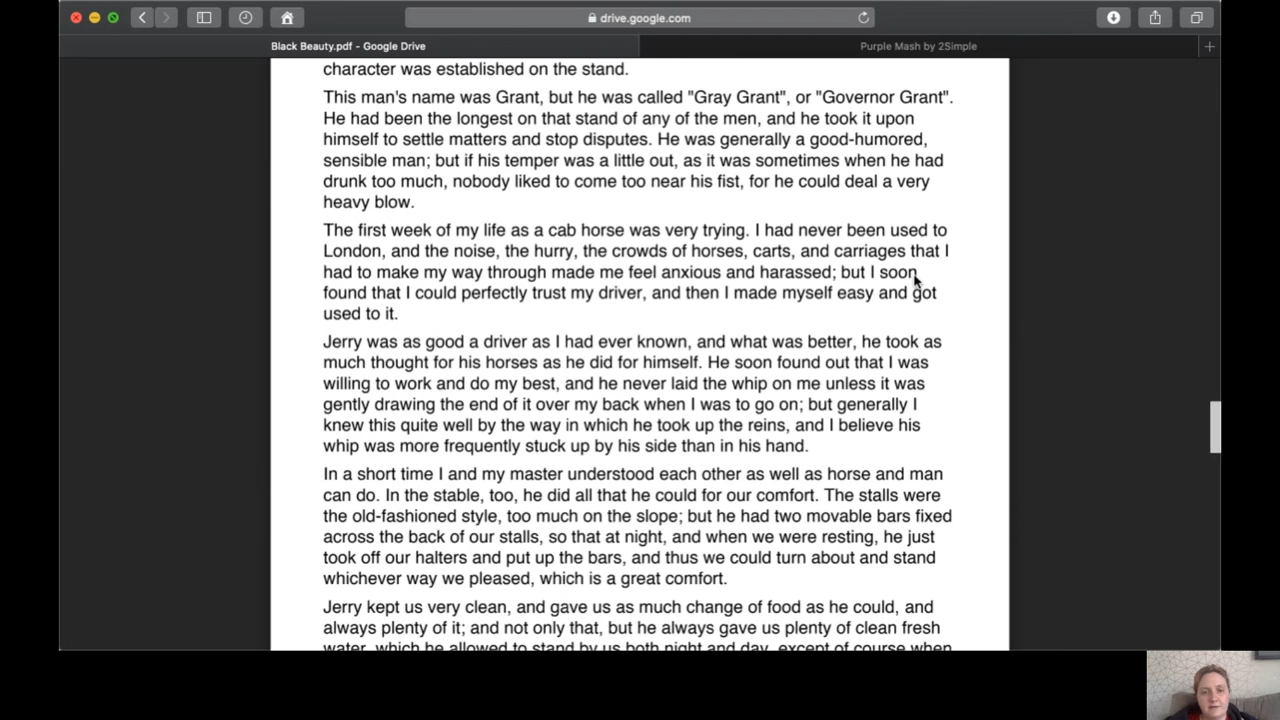 drive.google.com
Black Beauty.pdf - Google Drive
Purple Mash by 2Simple
character was established on the stand.
This man's name was Grant, but he was called "Gray Grant", or "Governor Grant".
He had been the longest on that stand of any of the men, and he took it upon
himself to settle matters and stop disputes. He was generally a good-humored,
sensible man; but if his temper was a little out, as it was sometimes when he had
drunk too much, nobody liked to come too near his fist, for he could deal a very
heavy blow.
The first week of my life as a cab horse was very trying. I had never been used to
London, and the noise, the hurry, the crowds of horses, carts, and carriages that I
had to make my way through made me feel anxious and harassed; but I soon
found that I could perfectly trust my driver, and then I made myself easy and got
used to it.
Jerry was as good a driver as I had ever known, and what was better, he took as
much thought for his horses as he did for himself. He soon found out that I was
willing to work and do my best, and he never laid the whip on me unless it was
gently drawing the end of it over my back when I was to go on; but generally I
knew this quite well by the way in which he took up the reins, and I believe his
whip was more frequently stuck up by his side than in his hand.
In a short time I and my master understood each other as well as horse and man
can do. In the stable, too, he did all that he could for our comfort. The stalls were
the old-fashioned style, too much on the slope; but he had two movable bars fixed
across the back of our stalls, so that at night, and when we were resting, he just
took off our halters and put up the bars, and thus we could turn about and stand
whichever way we pleased, which is a great comfort.
Jerry kept us very clean, and gave us as much change of food as he could, and
always plenty of it; and not only that, but he always gave us plenty of clean fresh
water, which he allowed to stand by us both night and day, except of course when